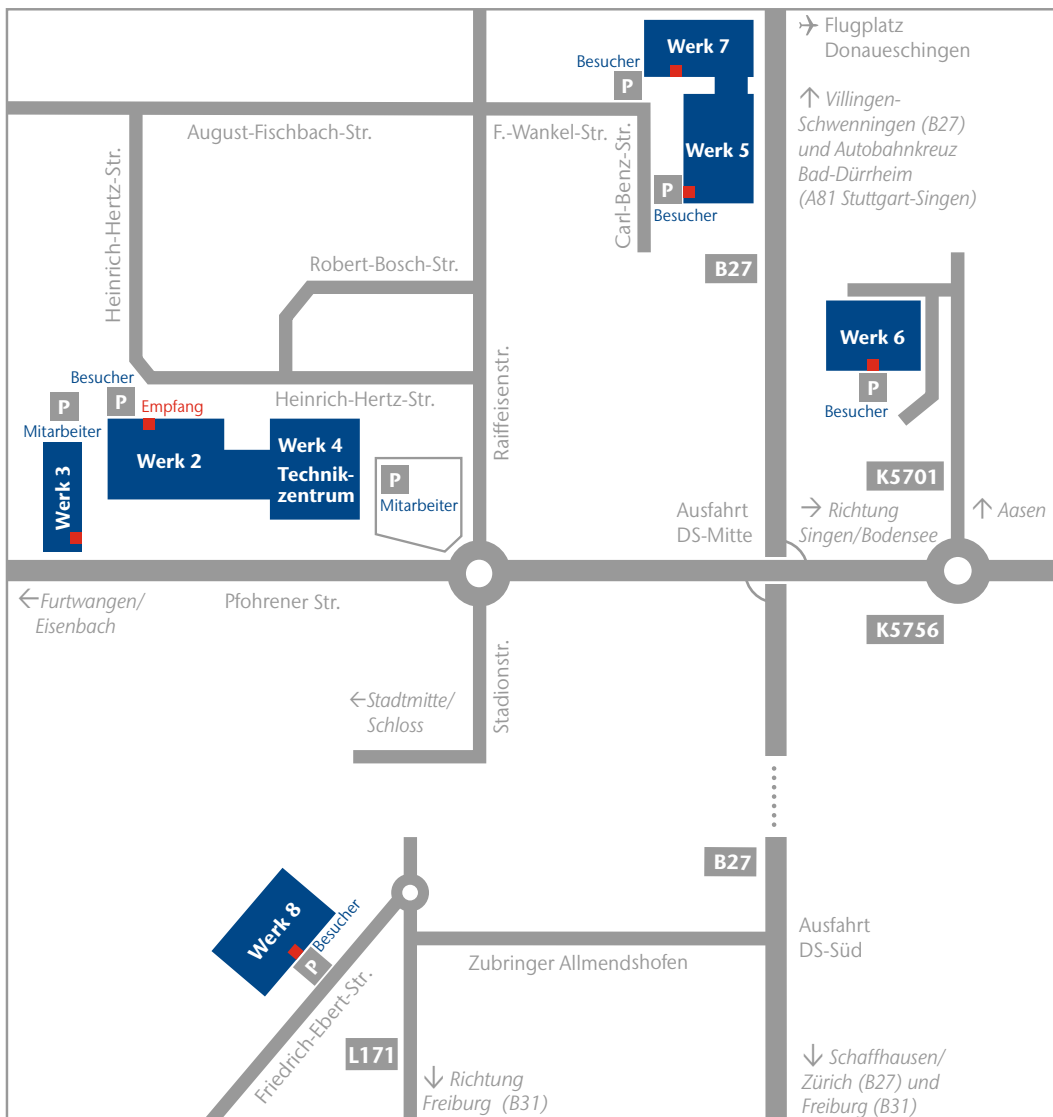 Werk 7
Flugplatz
Donaueschingen
Besucher
P
Villingen-
Schwenningen (B27)
und Autobahnkreuz
Bad-Dürrheim
(A81 Stuttgart-Singen)
August-Fischbach-Str.
F.-Wankel-Str.
Werk 5
Carl-Benz-Str.
P
Besucher
Heinrich-Hertz-Str.
Robert-Bosch-Str.
B27
Werk 6
P
Besucher
Raiffeisenstr.
Besucher
P
P
Empfang
Mitarbeiter
Heinrich-Hertz-Str.
Werk 3
Werk 2
Werk 4
Technik-
zentrum
P
Mitarbeiter
K5701
Ausfahrt
DS-Mitte
Richtung
Singen/Bodensee
Aasen
Furtwangen/
Eisenbach
Pfohrener Str.
K5756
Stadionstr.
Stadtmitte/
Schloss
B27
Werk 8
Besucher
P
Ausfahrt
DS-Süd
Zubringer Allmendshofen
Friedrich-Ebert-Str.
L171
Richtung
Freiburg (B31)
Schaffhausen/
Zürich (B27) und
Freiburg (B31)